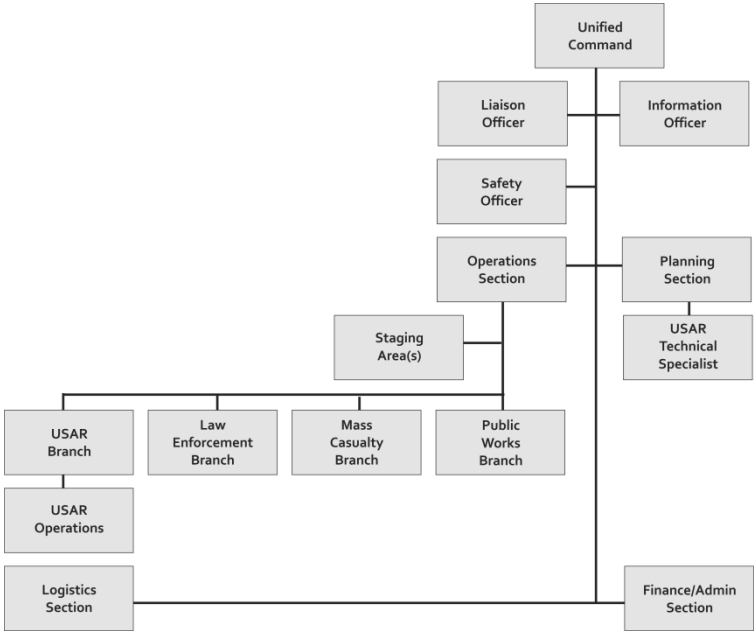 Unified
Command
Liaison
Officer
Information
Officer
Safety
Officer
Operations
Section
Planning
Section
Staging
Area(s)
USAR
Technical
Specialist
USAR
Branch
Law
Enforcement
Branch
Mass
Casualty
Branch
Public
Works
Branch
USAR
Operations
Logistics
Section
Finance/Admin
Section